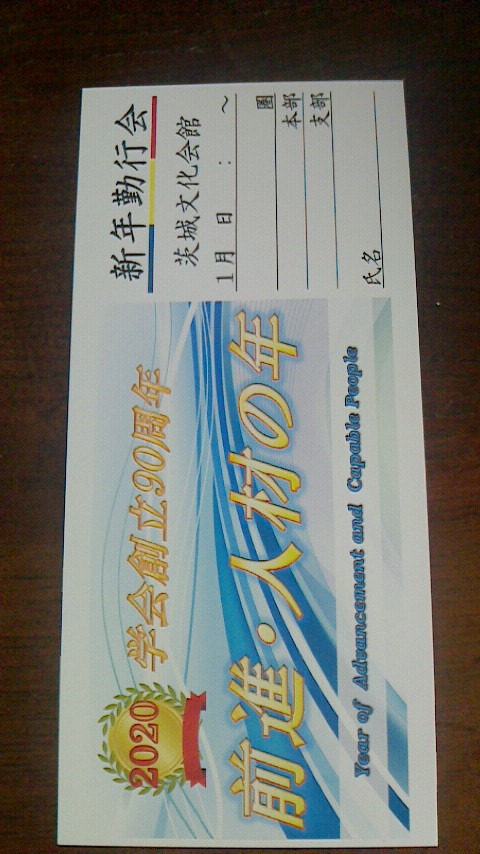 2020
学会創立90周年
前進・人材の年
Year of Advancement and Capable People
新年勤行会
茨城文化会館
1月 日 : ～
圏
本部
支部
氏名